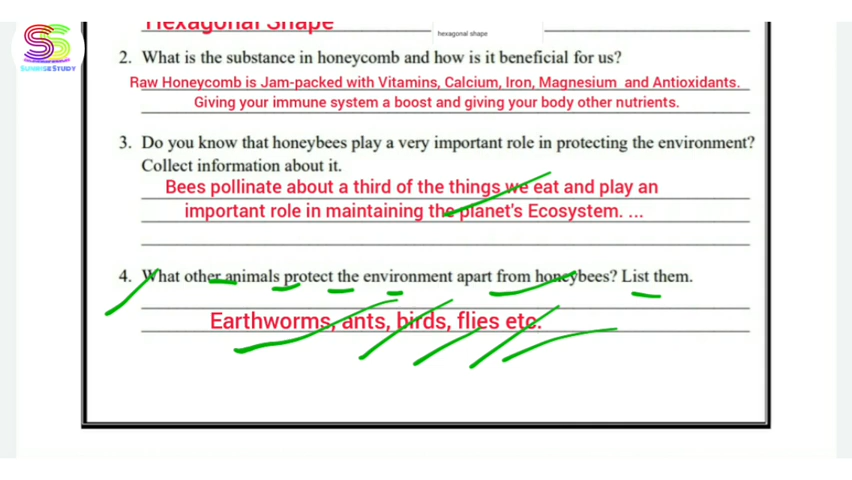 Hexagonal Shape
hexagonal shape
SS
SUNRISE STUDY
2. What is the substance in honeycomb and how is it beneficial for us?
Raw Honeycomb is Jam-packed with Vitamins, Calcium, Iron, Magnesium and Antioxidants.
Giving your immune system a boost and giving your body other nutrients.
3. Do you know that honeybees play a very important role in protecting the environment?
Collect information about it.
Bees pollinate about a third of the things we eat and play an
important role in maintaining the planet's Ecosystem. ...
4. What other animals protect the environment apart from honeybees? List them.
Earthworms, ants, birds, flies etc.